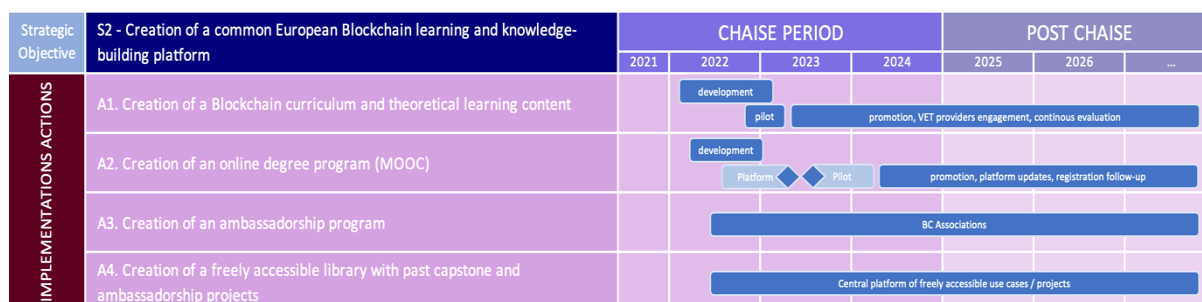 Strategic
Objective
S2 - Creation of a common European Blockchain learning and knowledge-
building platform
CHAISE PERIOD
POST CHAISE
2021
2022
2023
2024
2025
2026
...
IMPLEMENTATIONS ACTIONS
A1. Creation of a Blockchain curriculum and theoretical learning content
development
pilot
promotion, VET providers engagement, continous evaluation
A2. Creation of an online degree program (MOOC)
development
Platform
Pilot
promotion, platform updates, registration follow-up
A3. Creation of an ambassadorship program
BC Associations
A4. Creation of a freely accessible library with past capstone and
ambassadorship projects
Central platform of freely accessible use cases / projects